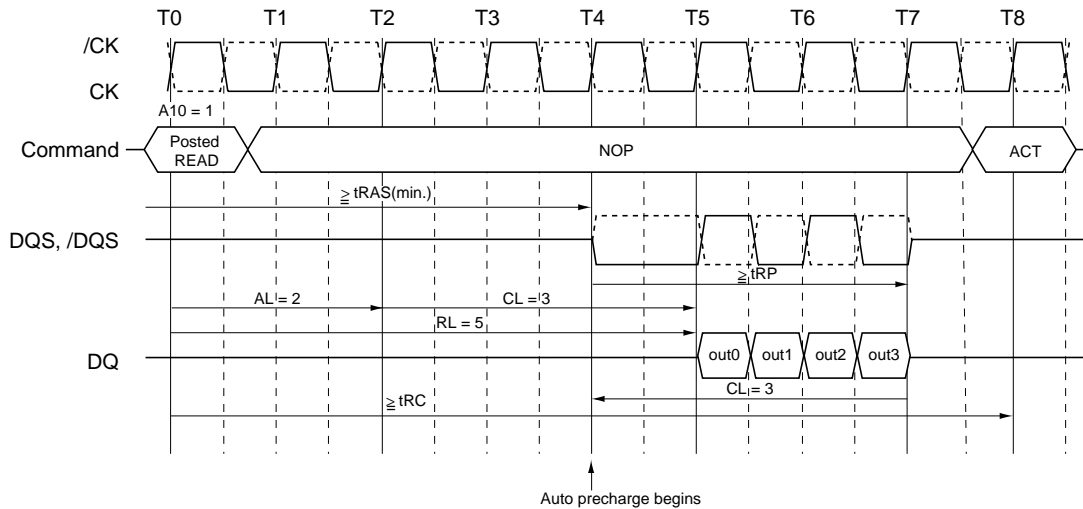 T0 T1 T2 T3 T4 T5 T6 T7 T8
/CK
CK
A10 = 1
Command
Posted
READ
NOP
ACT
≧ tRAS(min.)
DQS, /DQS
≧ tRP
AL = 2
CL = 3
RL = 5
DQ
out0 out1 out2 out3
CL = 3
≧ tRC
Auto precharge begins